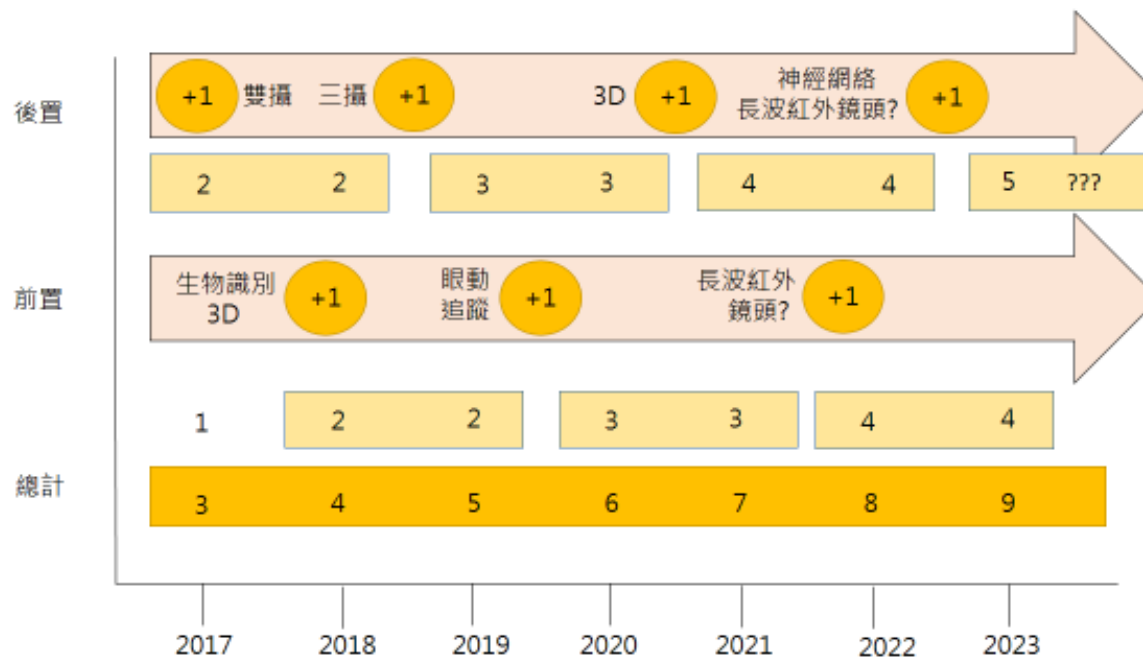 後置
+1 雙攝 三攝 +1 3D +1 神經網絡
長波紅外鏡頭? +1
2 2 3 3 4 4 5 ???
前置
生物識別
3D +1 眼動
追蹤 +1 長波紅外
鏡頭? +1
1 2 2 3 3 4 4
總計
3 4 5 6 7 8 9
2017 2018 2019 2020 2021 2022 2023